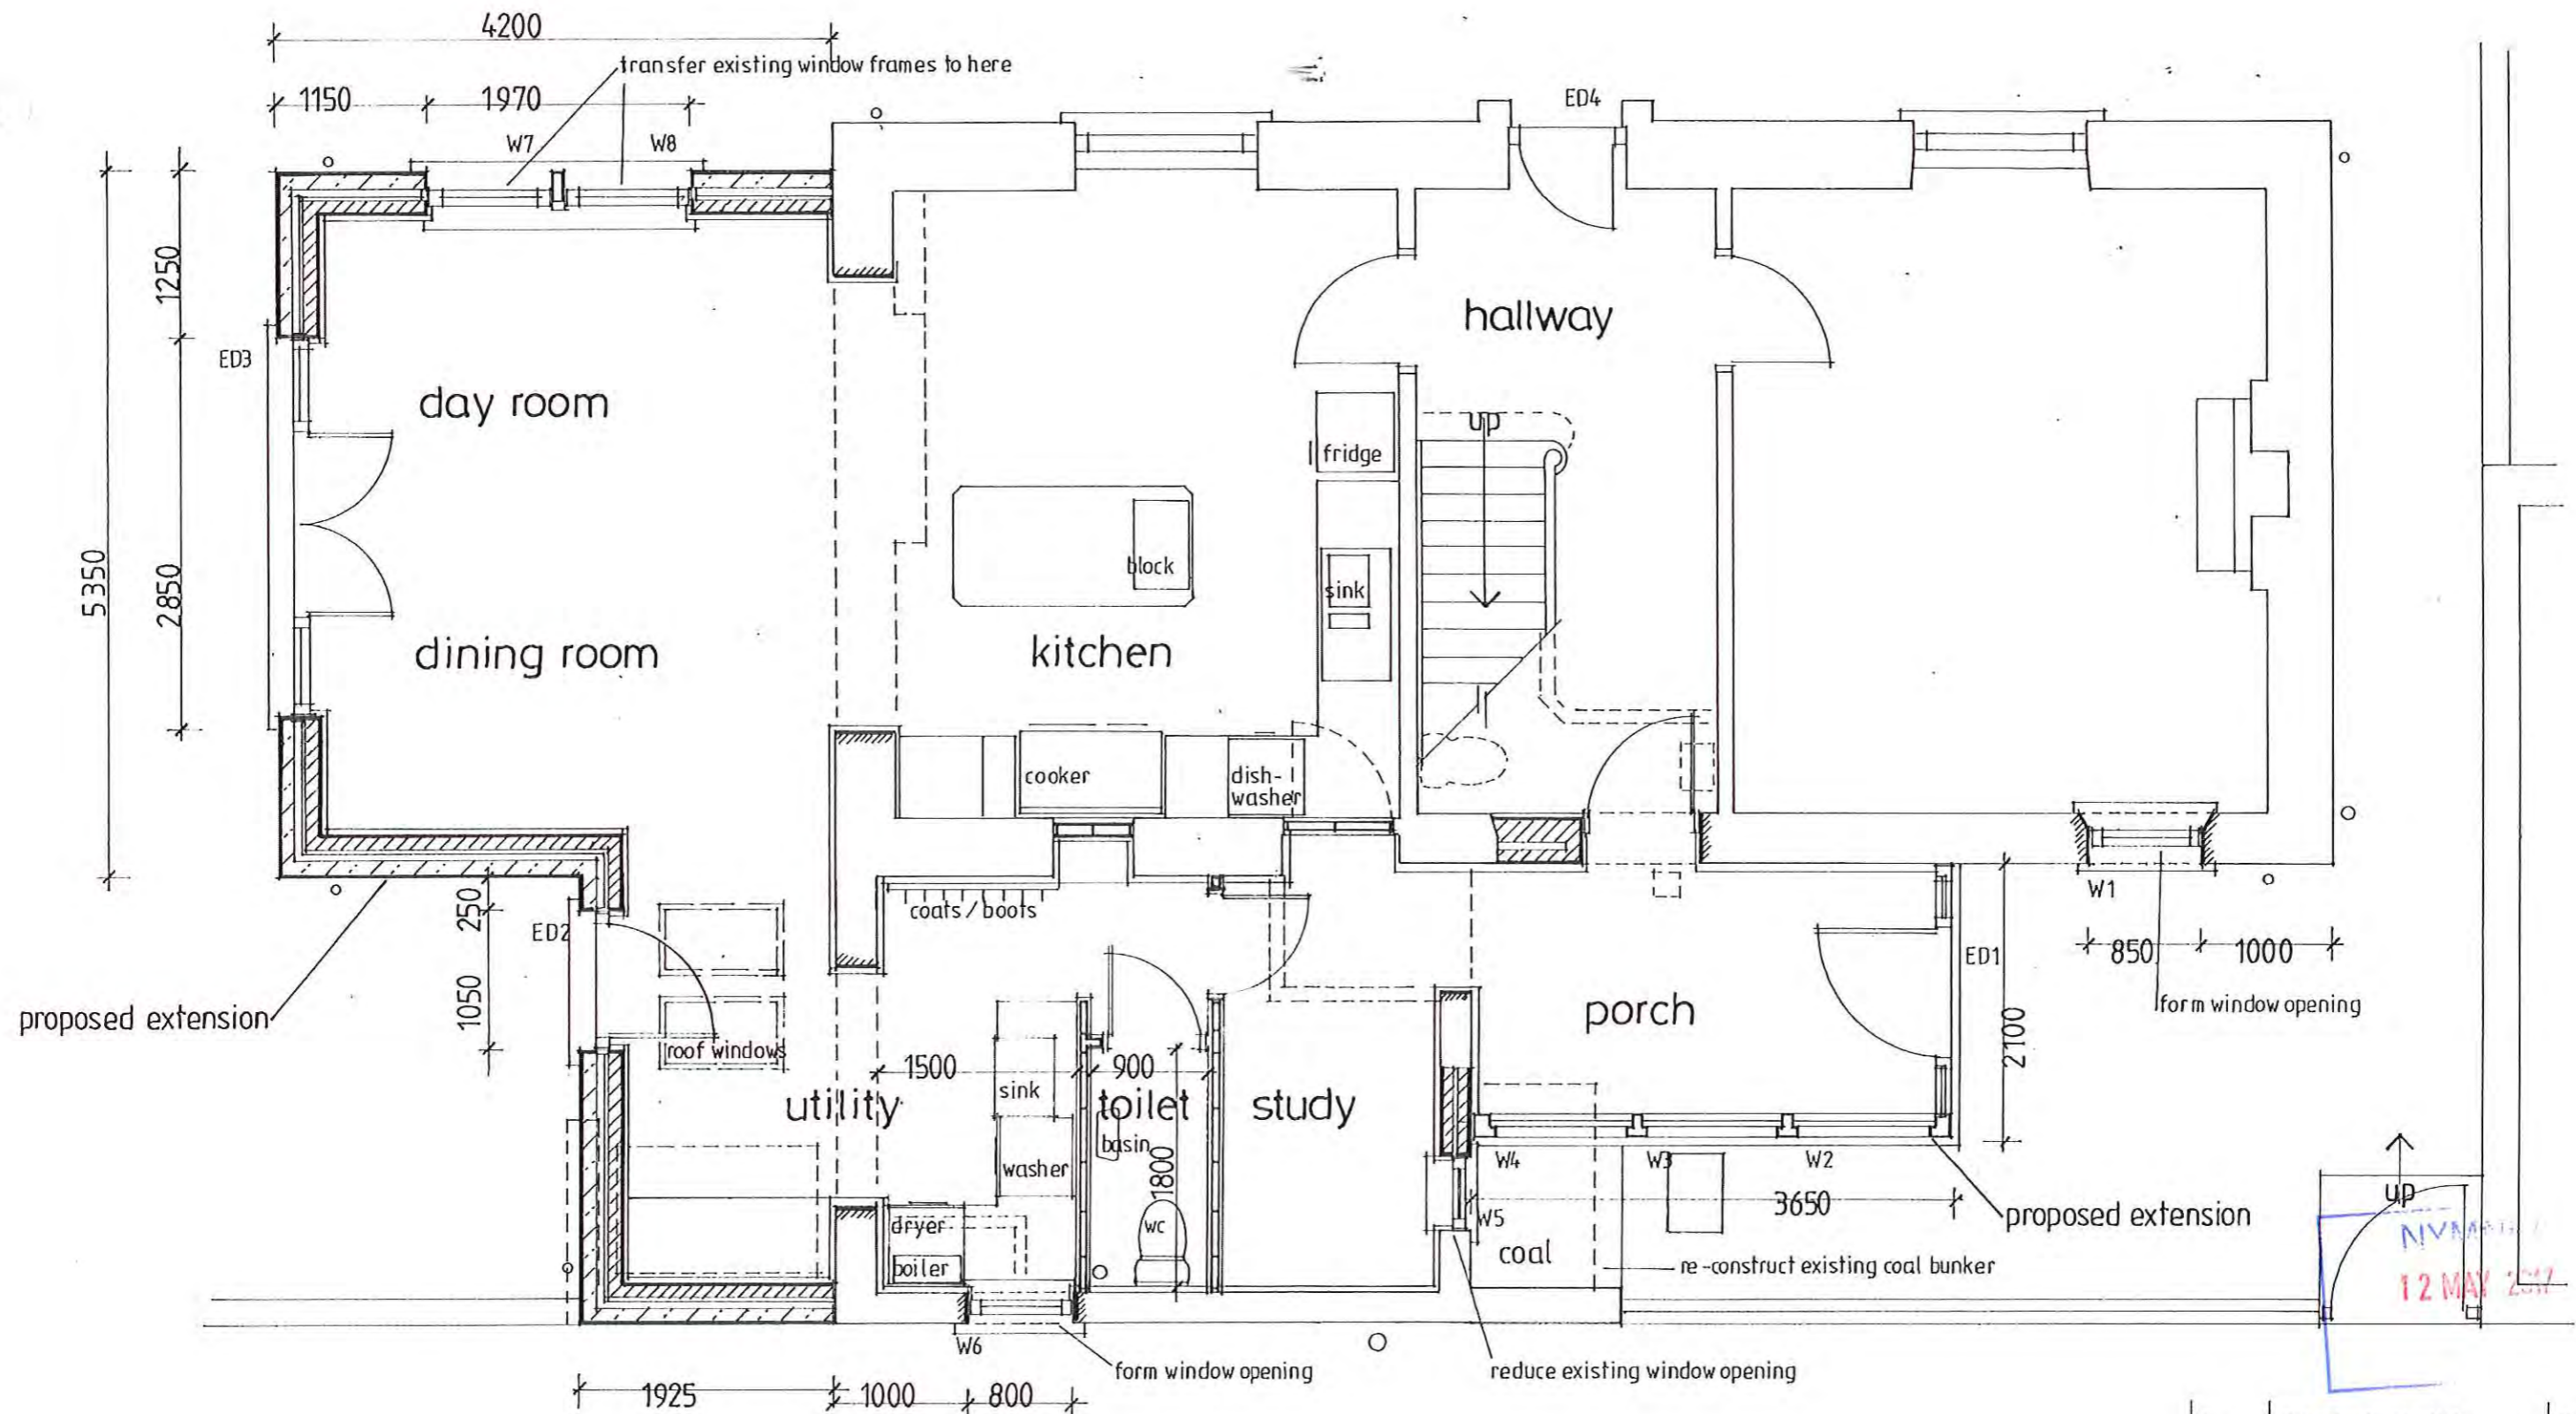 4200
transfer existing window frames to here
1150
1970
ED4
W7
W8
1250
hallway
ED3
day room
up
fridge
5350
2850
block
sink
dining room
kitchen
cooker
dish-
washer
W1
coats / boots
250
ED2
850
1000
ED1
1050
proposed extension
porch
form window opening
2100
roof windows
1500
900
sink
utility
toilet
study
basin
washer
1800
W4
W3
W2
up
3650
W5
proposed extension
dryer
wc
coal
boiler
re-construct existing coal bunker
12 MAY
W6
form window opening
reduce existing window opening
1925
1000
800